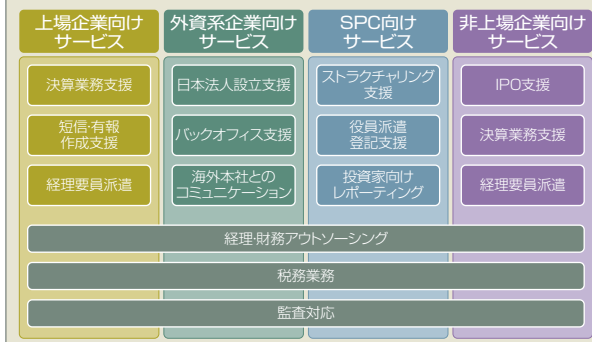 上場企業向け
サービス
外資系企業向け
サービス
SPC向け
サービス
非上場企業向け
サービス
決算業務支援
短信・有報
作成支援
経理要員派遣
日本法人設立支援
バックオフィス支援
海外本社との
コミュニケーション
ストラクチャリング
支援
役員派遣
登記支援
投資家向け
レポーティング
IPO支援
決算業務支援
経理要員派遣
経理・財務アウトソーシング
税務業務
監査対応